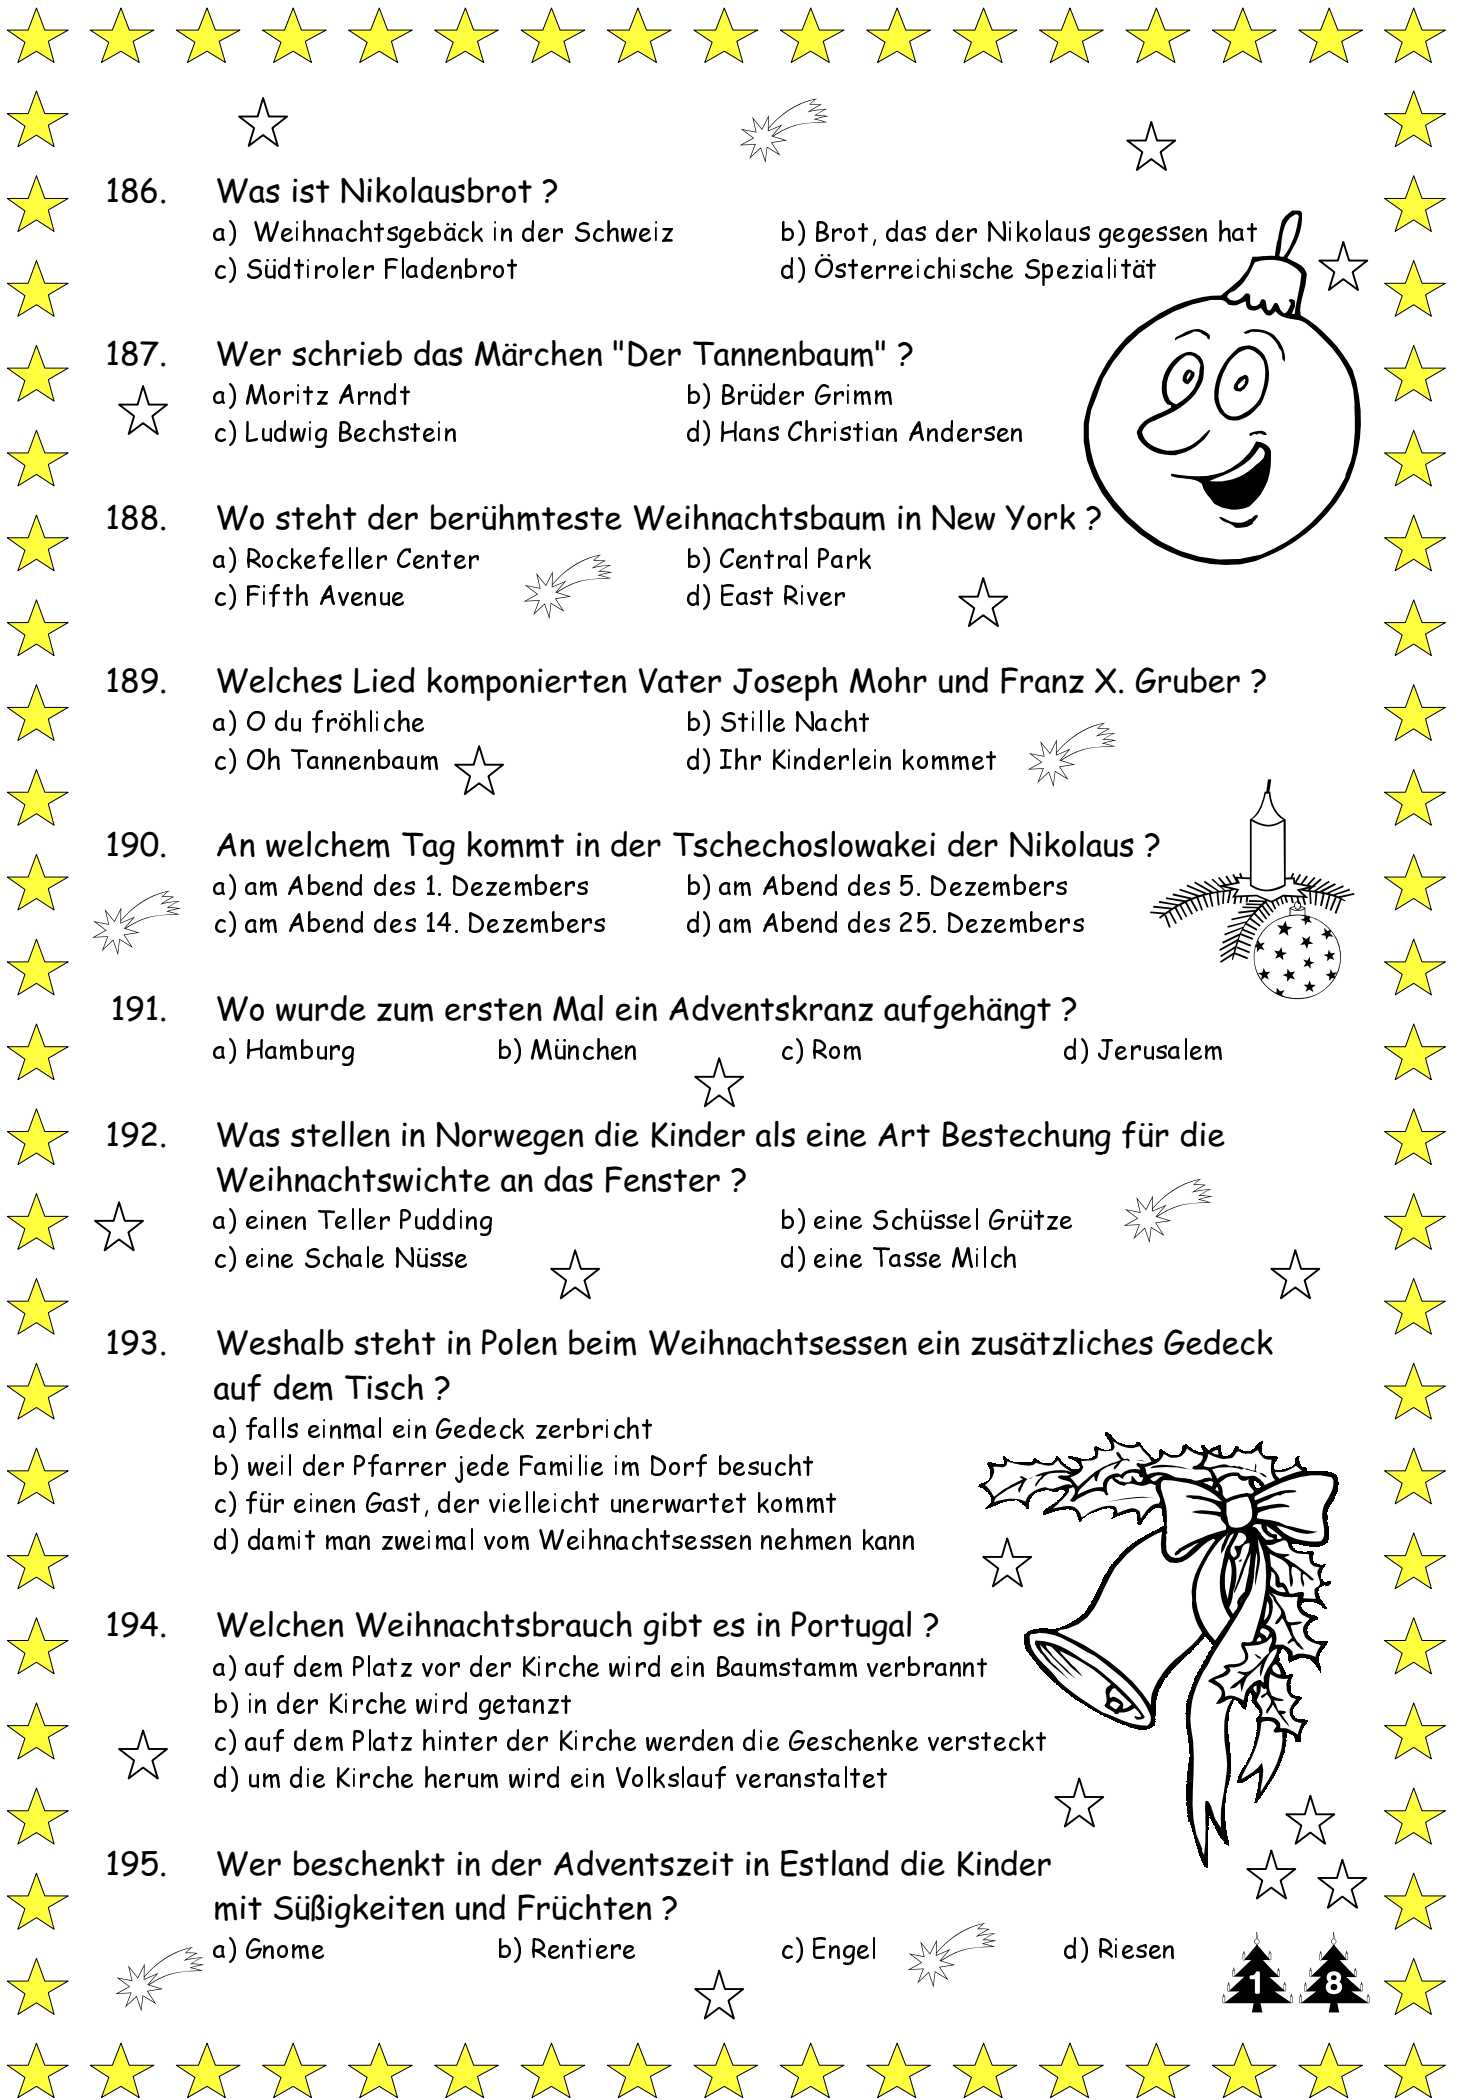 186. Was ist Nikolausbrot ?
a) Weihnachtsgebäck in der Schweiz b) Brot, das der Nikolaus gegessen hat
c) Südtiroler Fladenbrot d) Österreichische Spezialität
187. Wer schrieb das Märchen "Der Tannenbaum" ?
a) Moritz Arndt b) Brüder Grimm
c) Ludwig Bechstein d) Hans Christian Andersen
188. Wo steht der berühmteste Weihnachtsbaum in New York ?
a) Rockefeller Center b) Central Park
c) Fifth Avenue d) East River
189. Welches Lied komponierten Vater Joseph Mohr und Franz X. Gruber ?
a) O du fröhliche b) Stille Nacht
c) Oh Tannenbaum d) Ihr Kinderlein kommet
190. An welchem Tag kommt in der Tschechoslowakei der Nikolaus ?
a) am Abend des 1. Dezembers b) am Abend des 5. Dezembers
c) am Abend des 14. Dezembers d) am Abend des 25. Dezembers
191. Wo wurde zum ersten Mal ein Adventskranz aufgehängt ?
a) Hamburg b) München c) Rom d) Jerusalem
192. Was stellen in Norwegen die Kinder als eine Art Bestechung für die
Weihnachtswichte an das Fenster ?
a) einen Teller Pudding b) eine Schüssel Grütze
c) eine Schale Nüsse d) eine Tasse Milch
193. Weshalb steht in Polen beim Weihnachtsessen ein zusätzliches Gedeck
auf dem Tisch ?
a) falls einmal ein Gedeck zerbricht
b) weil der Pfarrer jede Familie im Dorf besucht
c) für einen Gast, der vielleicht unerwartet kommt
d) damit man zweimal vom Weihnachtsessen nehmen kann
194. Welchen Weihnachtsbrauch gibt es in Portugal ?
a) auf dem Platz vor der Kirche wird ein Baumstamm verbrannt
b) in der Kirche wird getanzt
c) auf dem Platz hinter der Kirche werden die Geschenke versteckt
d) um die Kirche herum wird ein Volkslauf veranstaltet
195. Wer beschenkt in der Adventszeit in Estland die Kinder
mit Süßigkeiten und Früchten ?
a) Gnome b) Rentiere c) Engel d) Riesen
1 8